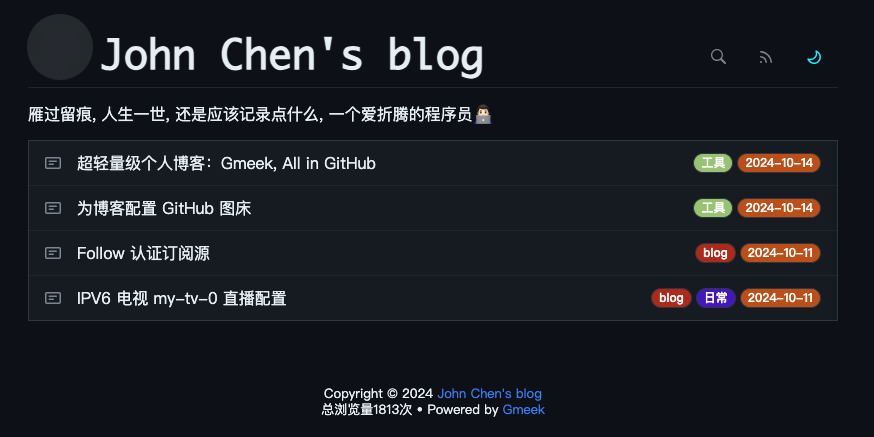 John Chen's blog
雁过留痕, 人生一世, 还是应该记录点什么, 一个爱折腾的程序员👨🏻‍💻
超轻量级个人博客：Gmeek, All in GitHub 工具 2024-10-14
为博客配置 GitHub 图床 工具 2024-10-14
Follow 认证订阅源 blog 2024-10-11
IPV6 电视 my-tv-0 直播配置 blog 日常 2024-10-11
Copyright © 2024 John Chen's blog
总浏览量1813次 • Powered by Gmeek